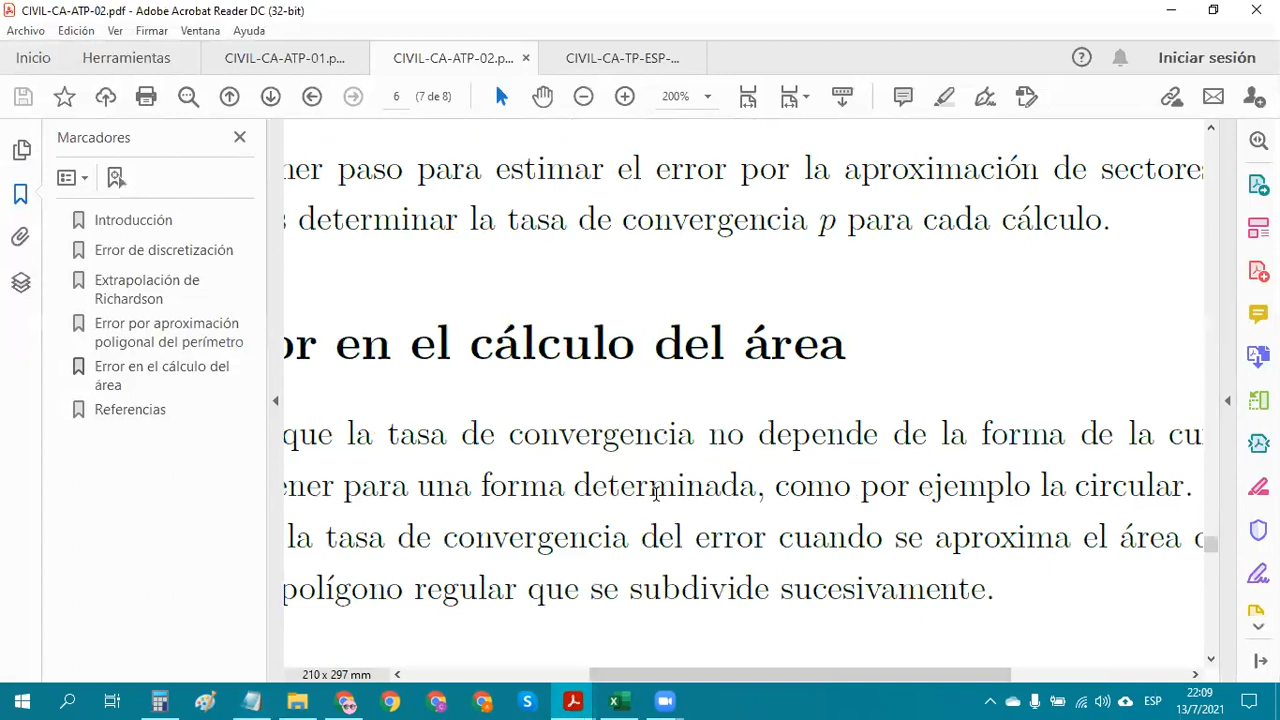 CIVIL-CA-ATP-02.pdf - Adobe Acrobat Reader DC (32-bit)
Archivo Edición Ver Firmar Ventana Ayuda
Inicio Herramientas CIVIL-CA-ATP-01.p... CIVIL-CA-ATP-02.p... × CIVIL-CA-TP-ESP-... Iniciar sesión
6 (7 de 8) 200%
Marcadores
Introducción
Error de discretización
Extrapolación de
Richardson
Error por aproximación
poligonal del perímetro
Error en el cálculo del
área
Referencias
ner paso para estimar el error por la aproximación de sectores
s determinar la tasa de convergencia p para cada cálculo.
or en el cálculo del área
que la tasa de convergencia no depende de la forma de la cu
ener para una forma determinada, como por ejemplo la circular.
la tasa de convergencia del error cuando se aproxima el área
polígono regular que se subdivide sucesivamente.
210 x 297 mm
ESP
22:09
13/7/2021